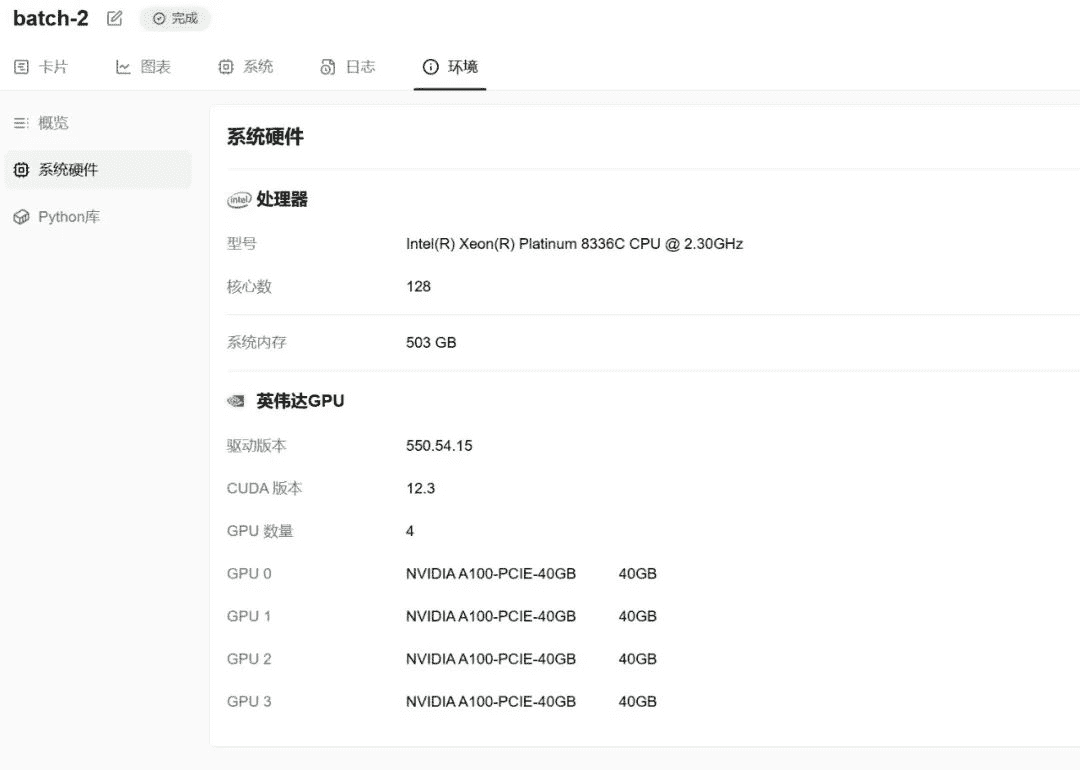 batch-2 完成
卡片 图表 系统 日志 环境
概览
系统硬件
Python库
系统硬件
intel 处理器
型号 Intel(R) Xeon(R) Platinum 8336C CPU @ 2.30GHz
核心数 128
系统内存 503 GB
英伟达GPU
驱动版本 550.54.15
CUDA 版本 12.3
GPU 数量 4
GPU 0 NVIDIA A100-PCIE-40GB 40GB
GPU 1 NVIDIA A100-PCIE-40GB 40GB
GPU 2 NVIDIA A100-PCIE-40GB 40GB
GPU 3 NVIDIA A100-PCIE-40GB 40GB